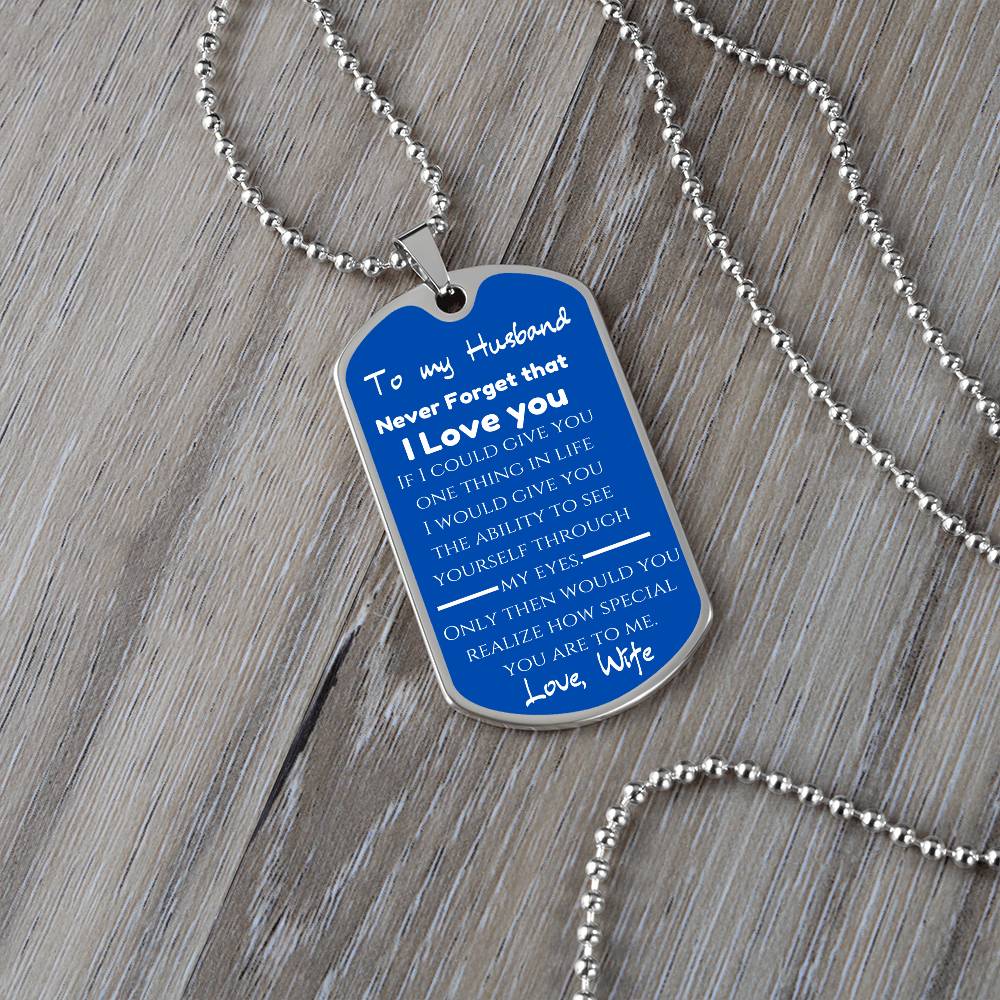 To my Husband
Never Forget that
I Love you
If I could give you
one thing in life
I would give you
the ability to see
yourself through
my eyes.
Only then would you
realize how special
you are to me.
Love, Wife